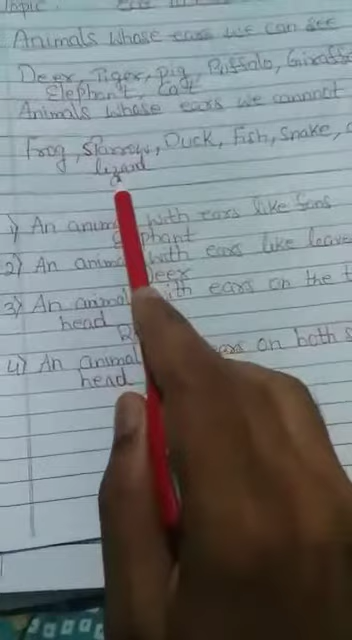 Topic
Animals whose ears we can see
Deer, Tiger, pig, Buffalo, Giraffe
Elephant, Cat
Animals whose ears we cannnot
Frog, Sparrow, Duck, Fish, Snake,
lizard
1) An animal with ears like fans
Elephant
2) An animal with ears like leave
Deer
3) An animal with ears on the
head
4) An animal ears on both
head